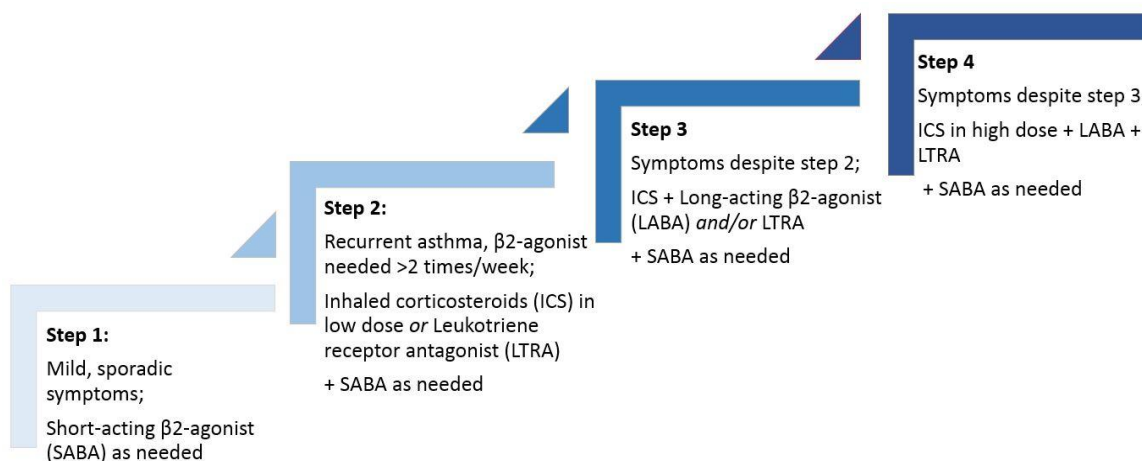 Step 1:
Mild, sporadic
symptoms;
Short-acting β2-agonist
(SABA) as needed
Step 2:
Recurrent asthma, β2-agonist
needed >2 times/week;
Inhaled corticosteroids (ICS) in
low dose or Leukotriene
receptor antagonist (LTRA)
+ SABA as needed
Step 3
Symptoms despite step 2;
ICS + Long-acting β2-agonist
(LABA) and/or LTRA
+ SABA as needed
Step 4
Symptoms despite step 3
ICS in high dose + LABA +
LTRA
+ SABA as needed